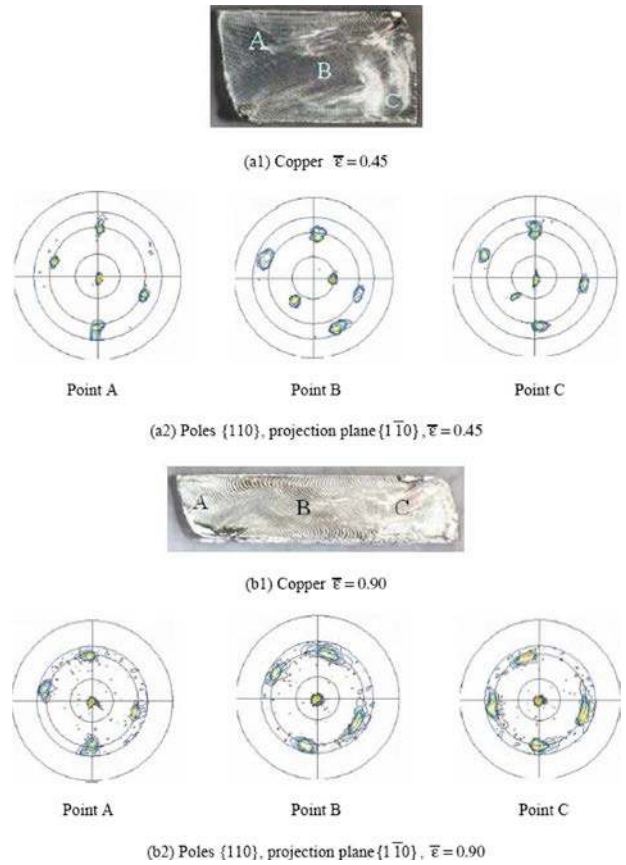 A
B
C
(a1) Copper ε̅ = 0.45
Point A Point B Point C
(a2) Poles {110}, projection plane{11̅0}, ε̅ = 0.45
A B C
(b1) Copper ε̅ = 0.90
Point A Point B Point C
(b2) Poles {110}, projection plane{11̅0}, ε̅ = 0.90